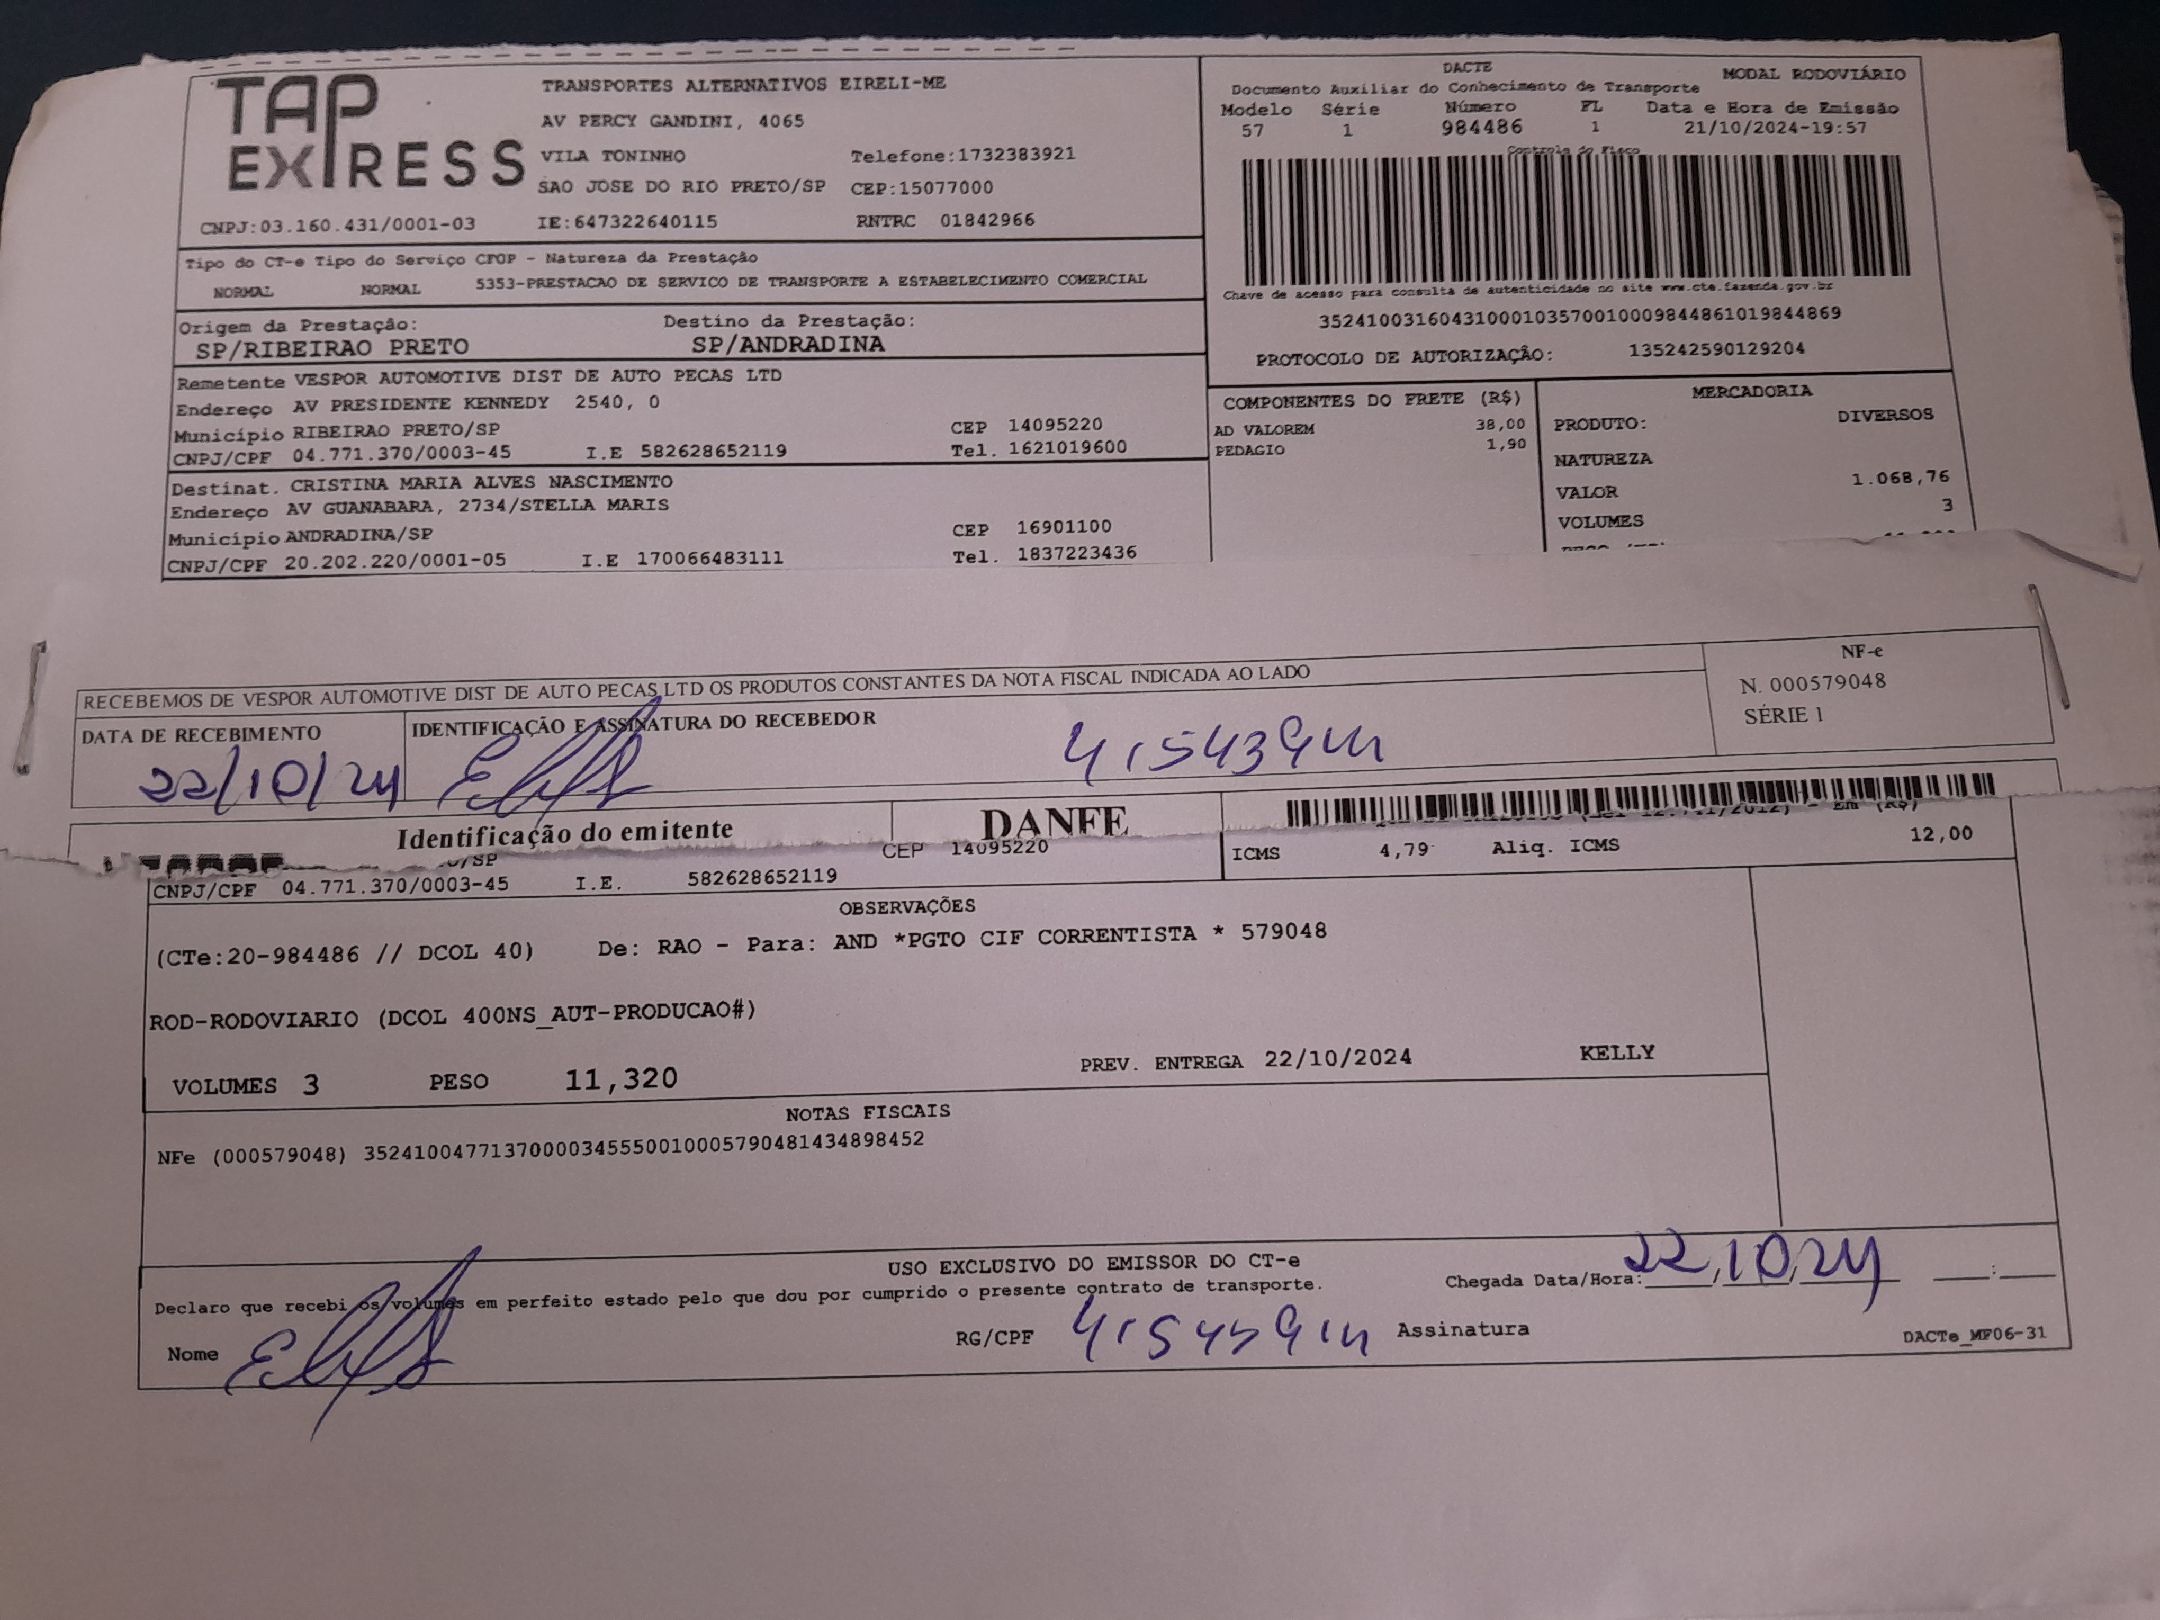 TAP EXPRESS
TRANSPORTES ALTERNATIVOS EIRELI-ME
AV PERCY GANDINI, 4065
VILA TONINHO Telefone:1732383921
SAO JOSE DO RIO PRETO/SP CEP:15077000
CNPJ:03.160.431/0001-03 IE:647322640115 RNTRC 01842966
DACTE MODAL RODOVIÁRIO
Documento Auxiliar do Conhecimento de Transporte
Modelo Série Número FL Data e Hora de Emissão
57 1 984486 1 21/10/2024-19:57
Controle do Fisco
Chave de acesso para consulta de autenticidade no site www.cte.fazenda.gov.br
35241003160431000103570010009844861019844869
PROTOCOLO DE AUTORIZAÇÃO: 135242590129204
Tipo do CT-e Tipo do Serviço CFOP - Natureza da Prestação
NORMAL NORMAL 5353-PRESTACAO DE SERVICO DE TRANSPORTE A ESTABELECIMENTO COMERCIAL
Origem da Prestação: Destino da Prestação:
SP/RIBEIRAO PRETO SP/ANDRADINA
Remetente VESPOR AUTOMOTIVE DIST DE AUTO PECAS LTD
Endereço AV PRESIDENTE KENNEDY 2540, 0
Município RIBEIRAO PRETO/SP CEP 14095220
CNPJ/CPF 04.771.370/0003-45 I.E 582628652119 Tel. 1621019600
Destinat. CRISTINA MARIA ALVES NASCIMENTO
Endereço AV GUANABARA, 2734/STELLA MARIS
Município ANDRADINA/SP CEP 16901100
CNPJ/CPF 20.202.220/0001-05 I.E 170066483111 Tel. 1837223436
COMPONENTES DO FRETE (R$)
AD VALOREM 38,00
PEDAGIO 1,90
MERCADORIA
PRODUTO: DIVERSOS
NATUREZA
VALOR 1.068,76
VOLUMES 3
RECEBEMOS DE VESPOR AUTOMOTIVE DIST DE AUTO PECAS LTD OS PRODUTOS CONSTANTES DA NOTA FISCAL INDICADA AO LADO
NF-e
N. 000579048
SÉRIE 1
DATA DE RECEBIMENTO IDENTIFICAÇÃO E ASSINATURA DO RECEBEDOR
22/10/24
Identificação do emitente DANFE
CEP 14095220
ICMS 4,79 Aliq. ICMS 12,00
CNPJ/CPF 04.771.370/0003-45 I.E. 582628652119
OBSERVAÇÕES
(CTe:20-984486 // DCOL 40) De: RAO - Para: AND *PGTO CIF CORRENTISTA * 579048
ROD-RODOVIARIO (DCOL 400NS_AUT-PRODUCAO#)
VOLUMES 3 PESO 11,320 PREV. ENTREGA 22/10/2024 KELLY
NOTAS FISCAIS
NFe (000579048) 35241004771370000345550010005790481434898452
USO EXCLUSIVO DO EMISSOR DO CT-e
Declaro que recebi os volumes em perfeito estado pelo que dou por cumprido o presente contrato de transporte. Chegada Data/Hora: 22/10/24
Nome RG/CPF Assinatura DACTe_MF06-31